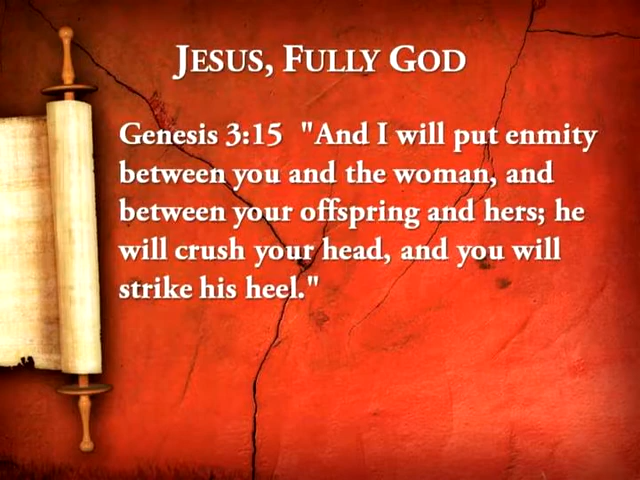 JESUS, FULLY GOD
Genesis 3:15 "And I will put enmity
between you and the woman, and
between your offspring and hers; he
will crush your head, and you will
strike his heel."